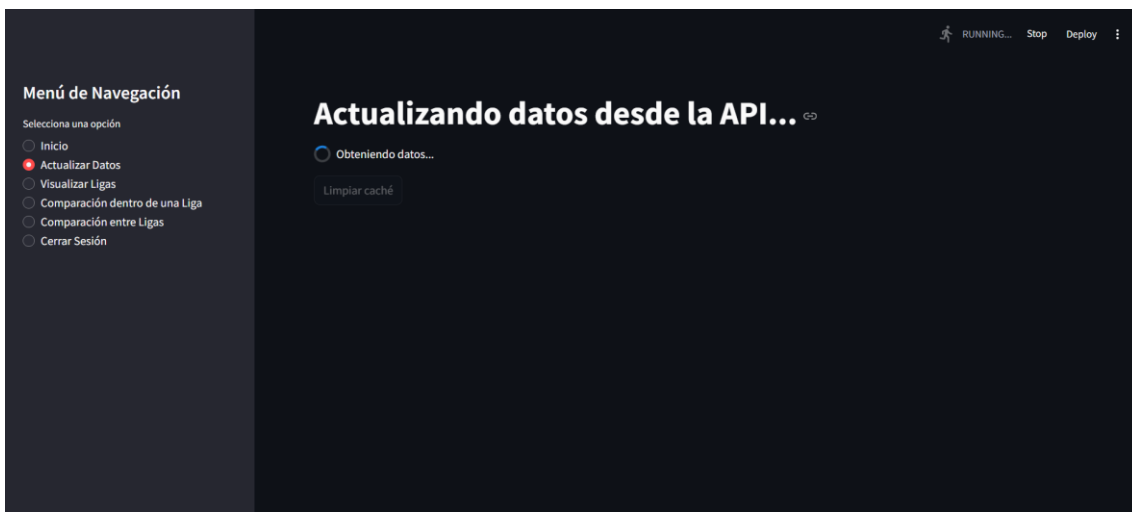 RUNNING... Stop Deploy
Menú de Navegación
Selecciona una opción
Inicio
Actualizar Datos
Visualizar Ligas
Comparación dentro de una Liga
Comparación entre Ligas
Cerrar Sesión
Actualizando datos desde la API...
Obteniendo datos...
Limpiar caché